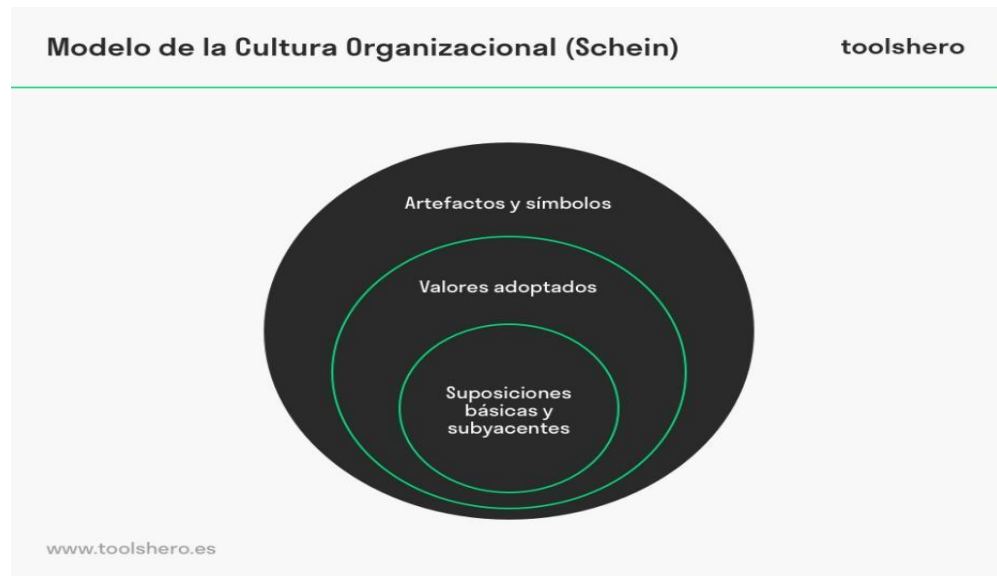 Modelo de la Cultura Organizacional (Schein)
toolshero
Artefactos y símbolos
Valores adoptados
Suposiciones
básicas y
subyacentes
www.toolshero.es